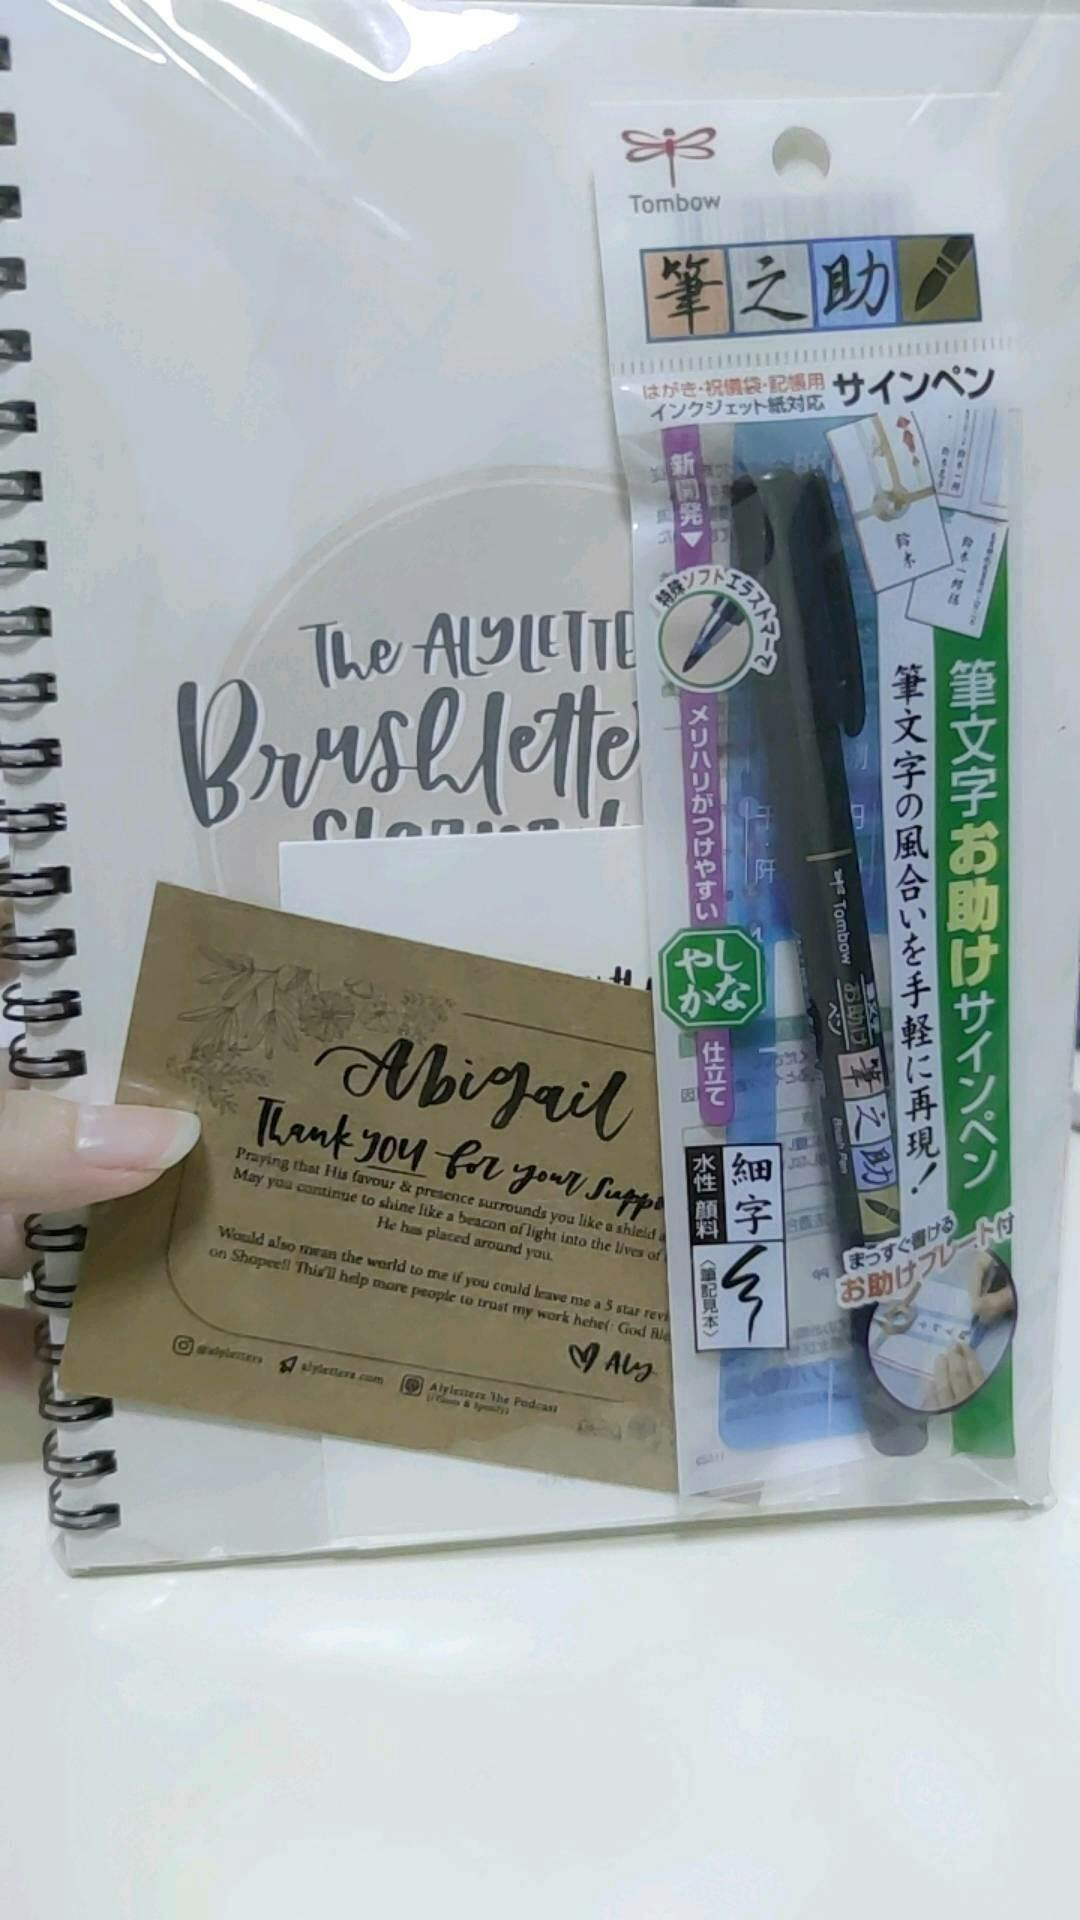 Tombow
筆之助
はがき・祝儀袋・記帳用
インクジェット紙対応
サインペン
新開発
特殊ソフトエラストマーで
メリハリがつけやすい
しなやか
仕立て
水性顔料
細字
〈筆記見本〉
鈴木
鈴木一郎様
筆文字の風合いを手軽に再現!
筆文字お助けサインペン
まっすぐ書ける
お助けプレート付
Tombow
筆之助
The ALYLETTE
Brushlette
Abigail
Thank you for your Suppo
Praying that His favour & presence surrounds you like a shield
May you continue to shine like a beacon of light into the lives of
He has placed around you.
Would also mean the world to me if you could leave me a 5 star revi
on Shopee!! This'll help more people to trust my work hehe(: God Ble
Aly
@alyletters
alyletters.com
Alyletters The Podcast